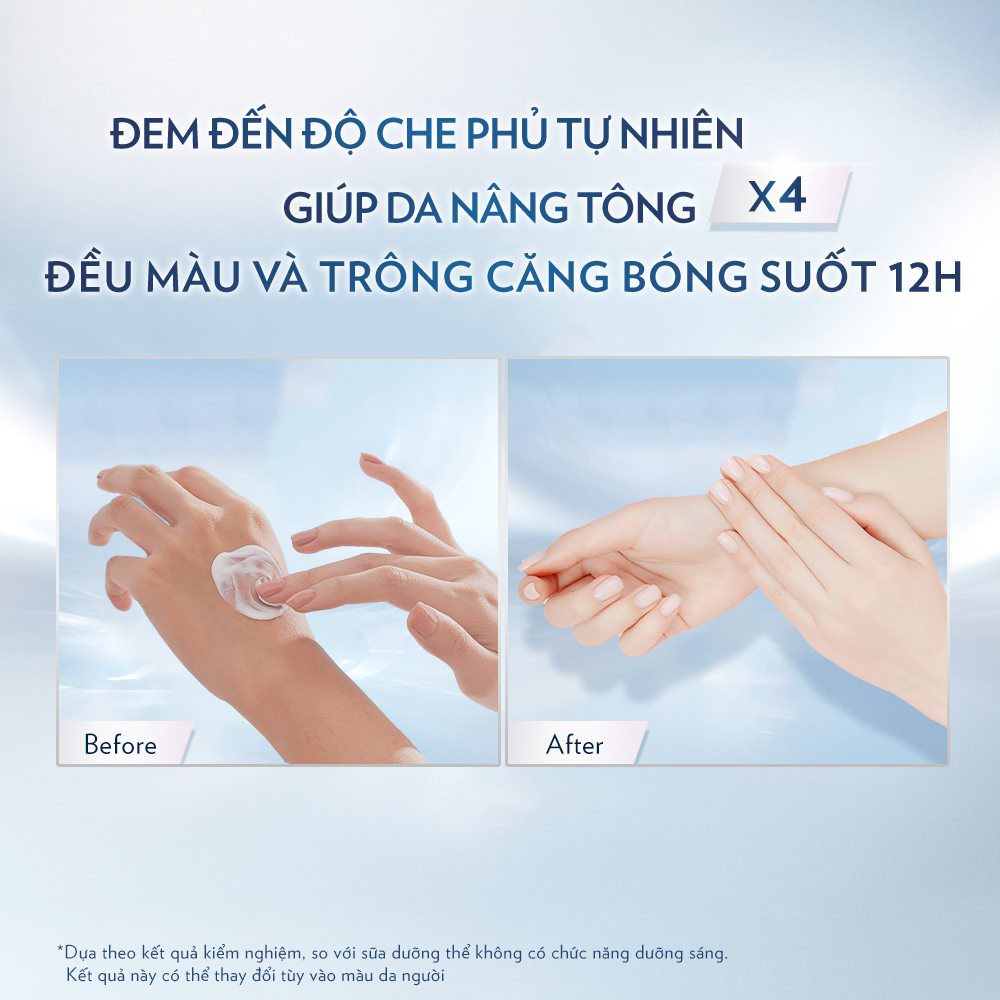 ĐEM ĐẾN ĐỘ CHE PHỦ TỰ NHIÊN
GIÚP DA NÂNG TÔNG X4
ĐỀU MÀU VÀ TRÔNG CĂNG BÓNG SUỐT 12H
Before
After
*Dựa theo kết quả kiểm nghiệm, so với sữa dưỡng thể không có chức năng dưỡng sáng.
Kết quả này có thể thay đổi tùy vào màu da người